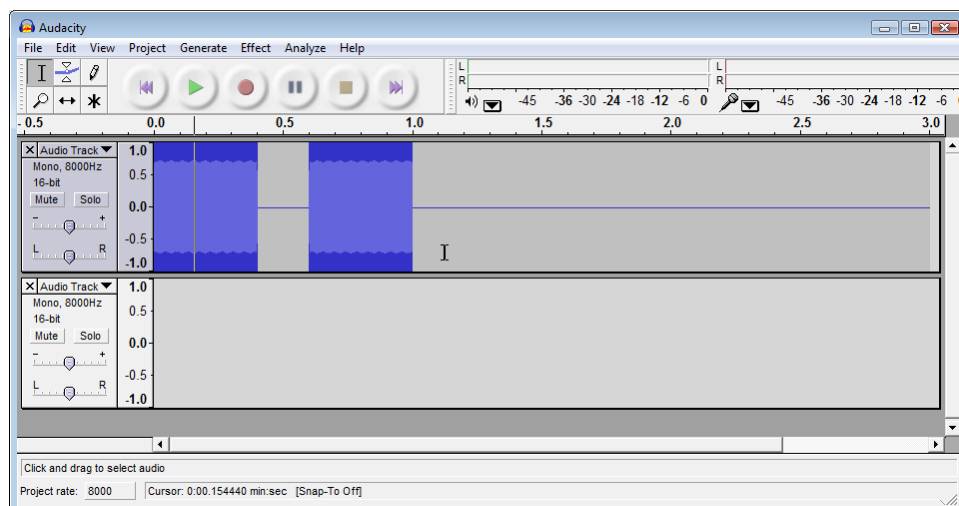 Audacity
File Edit View Project Generate Effect Analyze Help
L
R
-45 -36 -30 -24 -18 -12 -6 0
L
R
-45 -36 -30 -24 -18 -12 -6
- 0.5 0.0 0.5 1.0 1.5 2.0 2.5 3.0
Audio Track
Mono, 8000Hz
16-bit
Mute Solo
- +
L R
1.0
0.5
0.0
-0.5
-1.0
Audio Track
Mono, 8000Hz
16-bit
Mute Solo
- +
L R
1.0
0.5
0.0
-0.5
-1.0
Click and drag to select audio
Project rate: 8000 Cursor: 0:00.154440 min:sec [Snap-To Off]